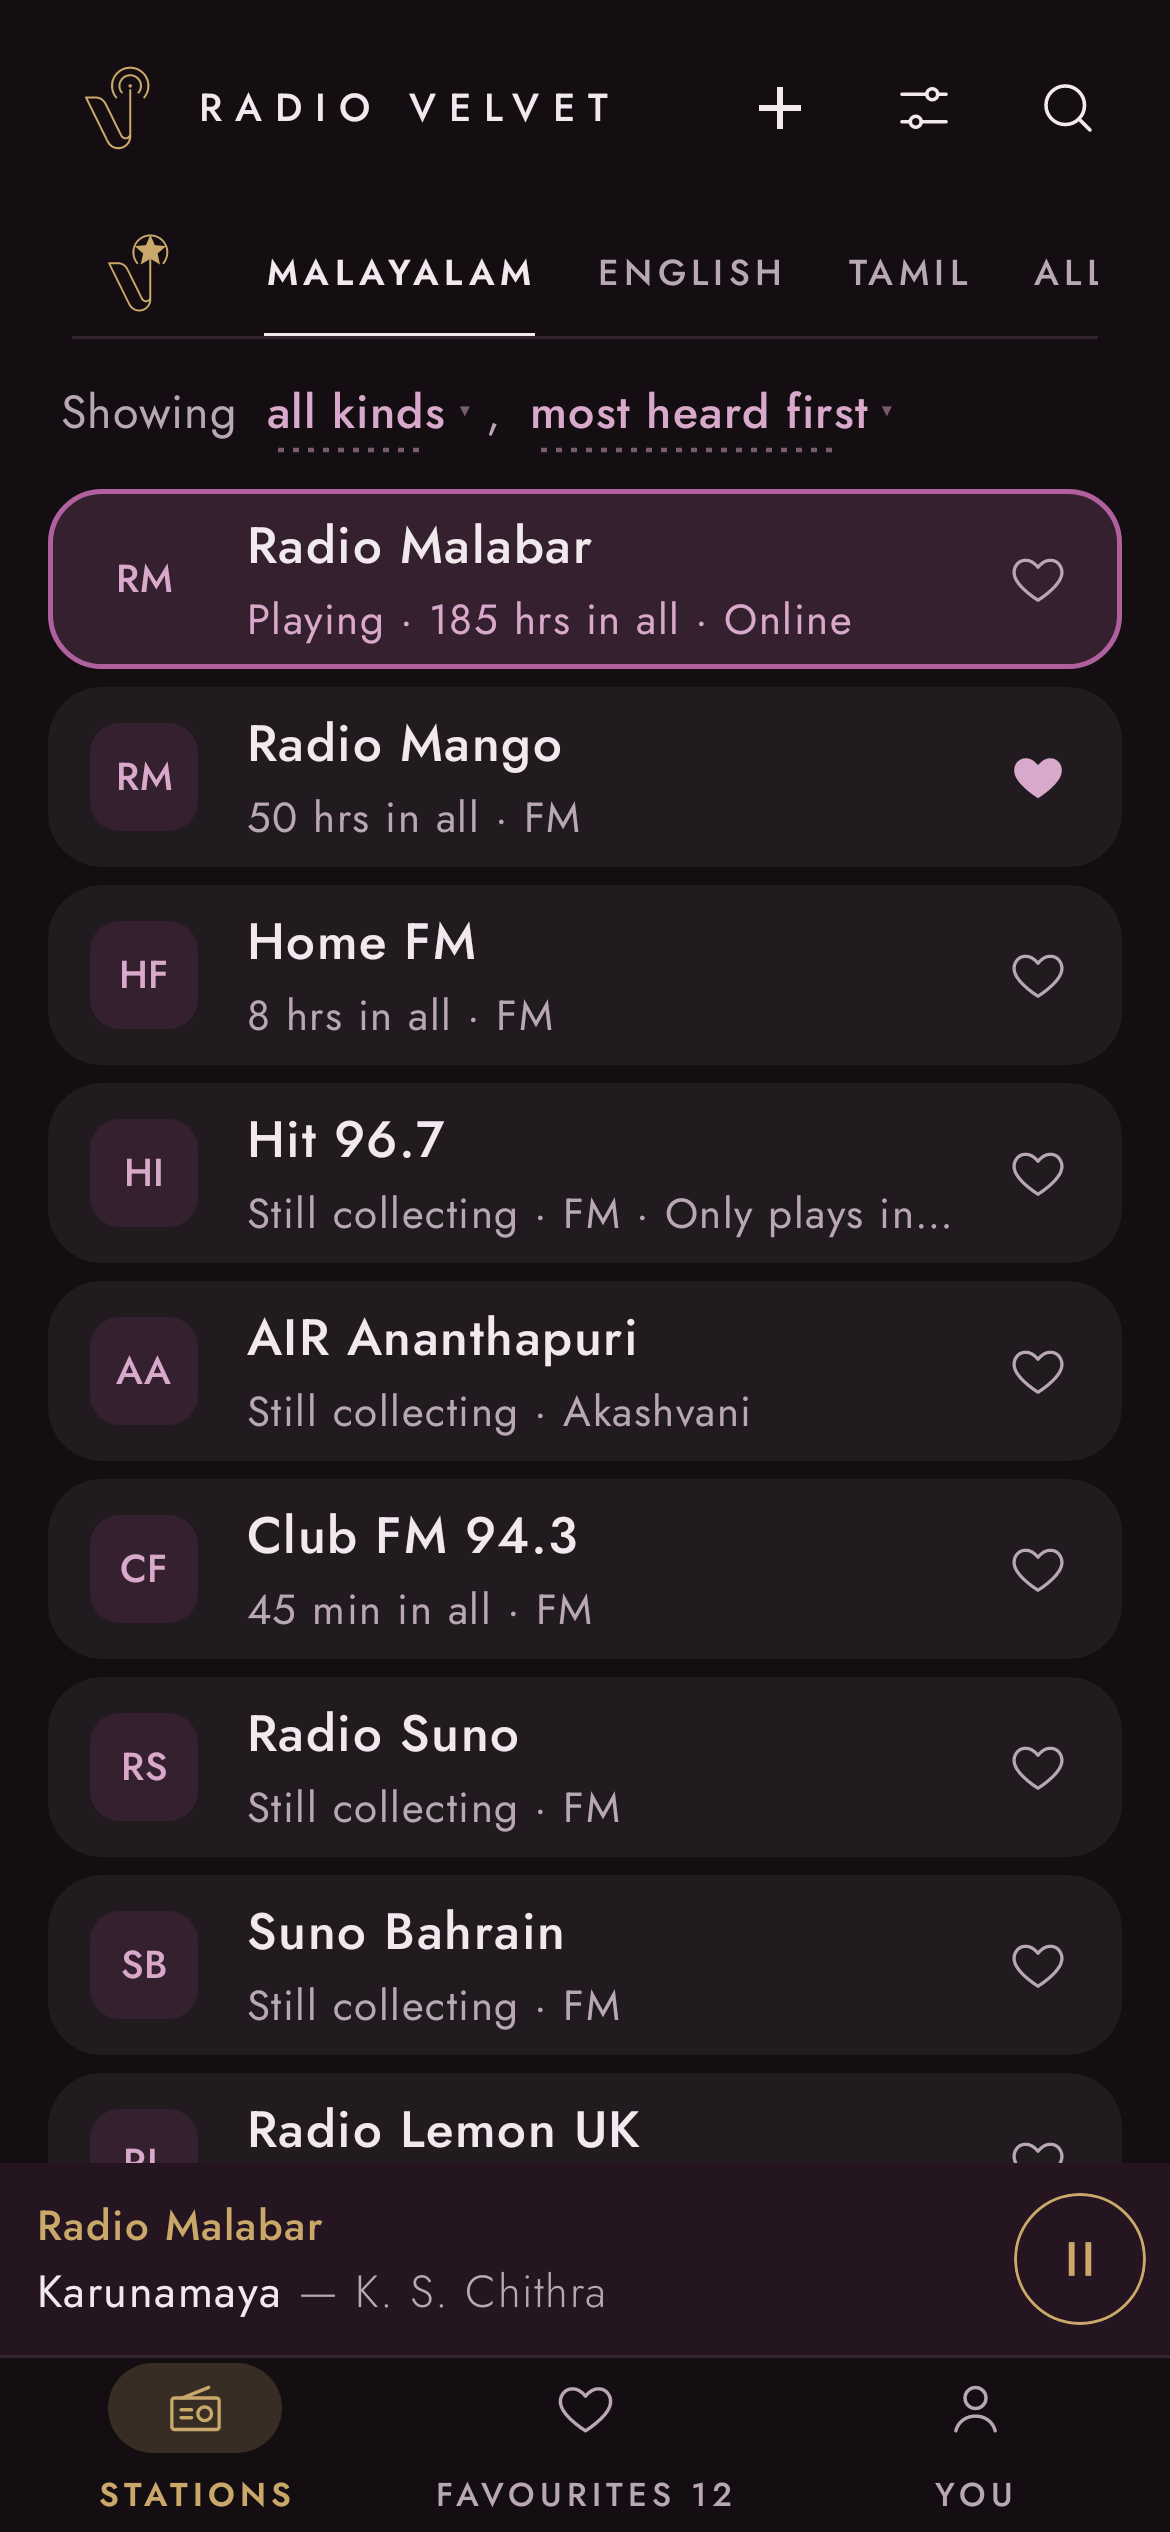 RADIO VELVET
MALAYALAM ENGLISH TAMIL ALL
Showing all kinds ▾ , most heard first ▾
RM
Radio Malabar
Playing · 185 hrs in all · Online
RM
Radio Mango
50 hrs in all · FM
HF
Home FM
8 hrs in all · FM
HI
Hit 96.7
Still collecting · FM · Only plays in...
AA
AIR Ananthapuri
Still collecting · Akashvani
CF
Club FM 94.3
45 min in all · FM
RS
Radio Suno
Still collecting · FM
SB
Suno Bahrain
Still collecting · FM
Radio Lemon UK
Radio Malabar
Karunamaya — K. S. Chithra
STATIONS FAVOURITES 12 YOU